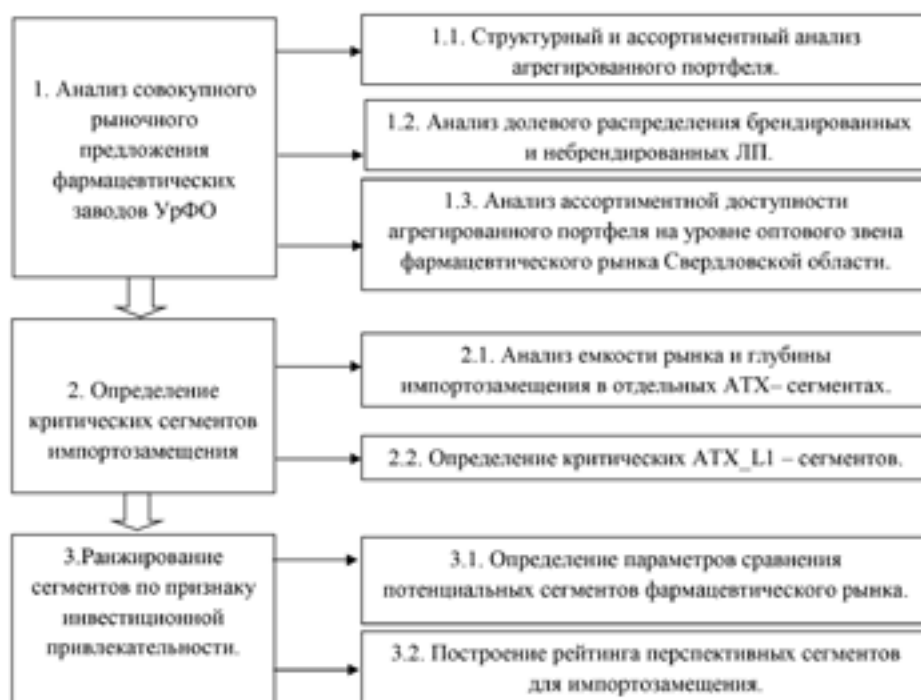 1. Анализ совокупного
рыночного
предложения
фармацевтических
заводов УрФО
1.1. Структурный и ассортиментный анализ
агрегированного портфеля.
1.2. Анализ долевого распределения брендированных
и небрендированных ЛП.
1.3. Анализ ассортиментной доступности
агрегированного портфеля на уровне оптового звена
фармацевтического рынка Свердловской области.
2. Определение
критических сегментов
импортозамещения
2.1. Анализ емкости рынка и глубины
импортозамещения в отдельных АТХ– сегментах.
2.2. Определение критических АТХ_L1 – сегментов.
3.Ранжирование
сегментов по признаку
инвестиционной
привлекательности.
3.1. Определение параметров сравнения
потенциальных сегментов фармацевтического рынка.
3.2. Построение рейтинга перспективных сегментов
для импортозамещения.